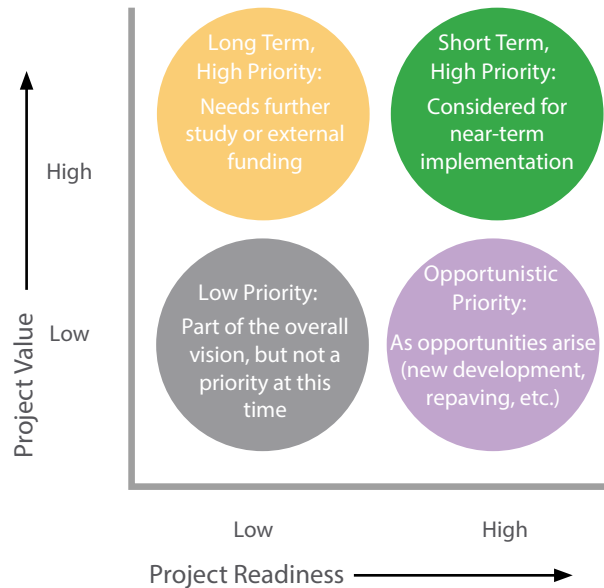 Long Term,
High Priority:
Needs further
study or external
funding
Short Term,
High Priority:
Considered for
near-term
implementation
High
Low Priority:
Part of the overall
vision, but not a
priority at this
time
Opportunistic
Priority:
As opportunities arise
(new development,
repaving, etc.)
Low
Project Value
Low
High
Project Readiness